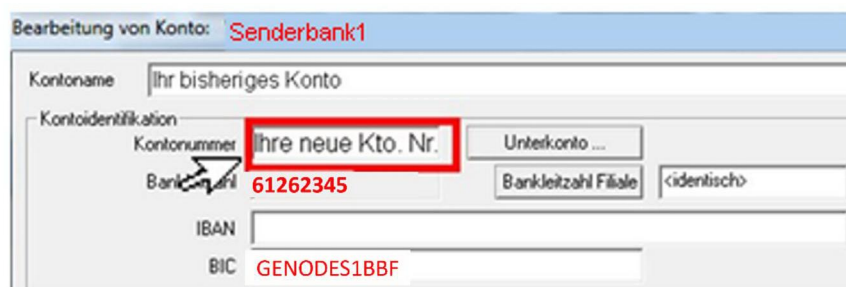 Bearbeitung von Konto: Senderbank1
Kontoname Ihr bisheriges Konto
Kontoidentifikation
Kontonummer Ihre neue Kto. Nr. Unterkonto ...
61262345 Bankleitzahl Filiale <identisch>
IBAN
BIC GENODES1BBF